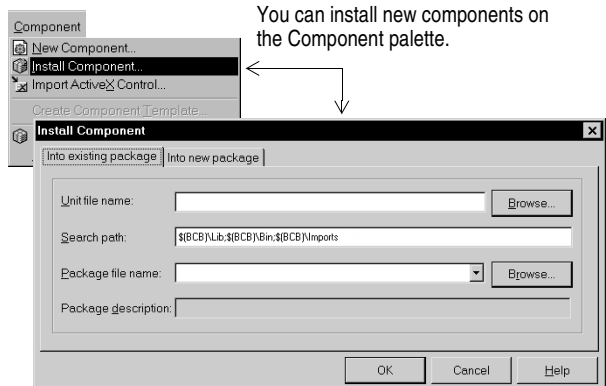 You can install new components on
the Component palette.
Component
New Component...
Install Component...
Import ActiveX Control...
Create Component Template...
Install Component
Into existing package
Into new package
Unit file name:
Browse...
Search path:
$(BCB)\Lib;$(BCB)\Bin;$(BCB)\Imports
Package file name:
Browse...
Package description:
OK
Cancel
Help